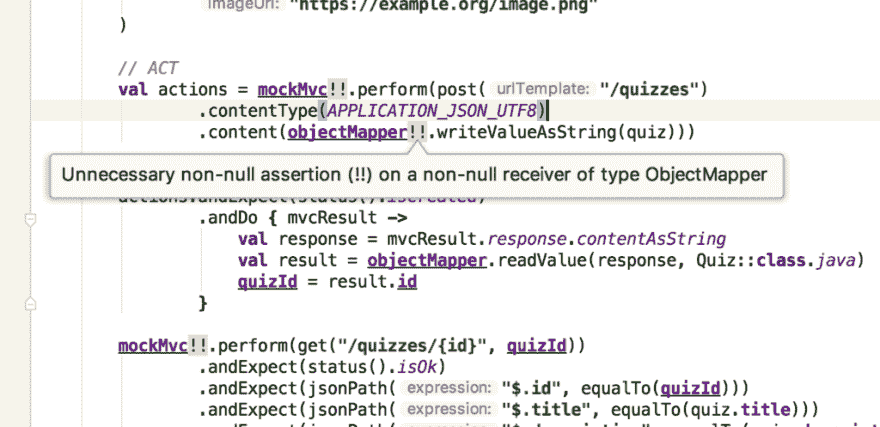 imageUrl: "https://example.org/image.png"
)
// ACT
val actions = mockMvc!!.perform(post( urlTemplate: "/quizzes")
.contentType(APPLICATION_JSON_UTF8)
.content(objectMapper!!.writeValueAsString(quiz)))
Unnecessary non-null assertion (!!) on a non-null receiver of type ObjectMapper
actions.andExpect(status().isCreated)
.andDo { mvcResult ->
val response = mvcResult.response.contentAsString
val result = objectMapper.readValue(response, Quiz::class.java)
quizId = result.id
}
mockMvc!!.perform(get("/quizzes/{id}", quizId))
.andExpect(status().isOk)
.andExpect(jsonPath( expression: "$.id", equalTo(quizId)))
.andExpect(jsonPath( expression: "$.title", equalTo(quiz.title)))